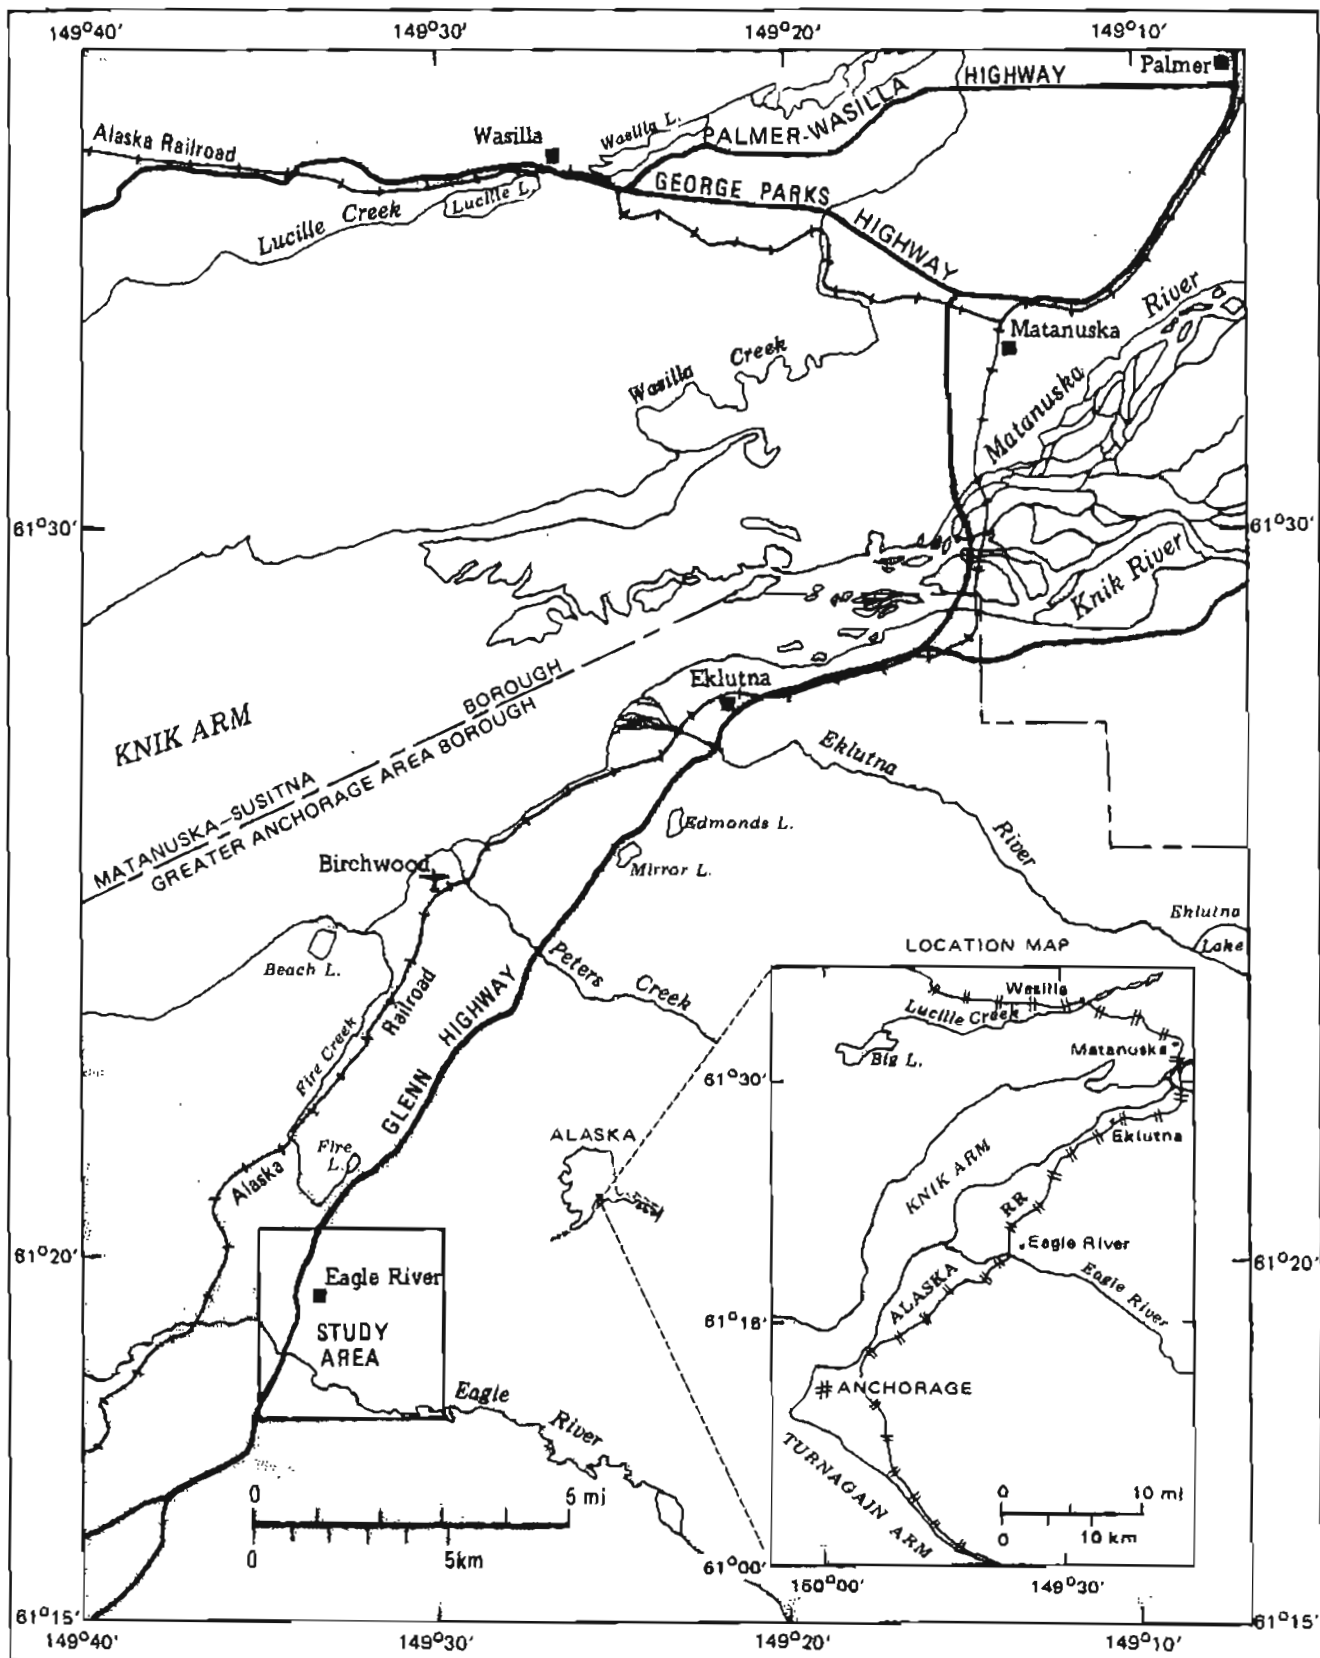 149°40'
149°30'
149°20'
149°10'
Palmer
HIGHWAY
PALMER-WASILLA
Wasilla L.
Wasilla
Alaska Railroad
GEORGE PARKS
HIGHWAY
Lucille L.
Lucille Creek
River
Matanuska
Matanuska
Wasilla Creek
61°30'
61°30'
Knik River
Eklutna
BOROUGH
KNIK ARM
MATANUSKA-SUSITNA
GREATER ANCHORAGE AREA BOROUGH
Eklutna
River
Edmonds L.
Mirror L.
Birchwood
Eklutna
Lake
Beach L.
Peters
Creek
Railroad
HIGHWAY
Fire Creek
GLENN
Fire
L.
Alaska
LOCATION MAP
Wasilla
Lucille Creek
Big L.
Matanuska
61°30'
Eklutna
KNIK ARM
RR
Eagle River
Eagle River
ALASKA
61°15'
ANCHORAGE
TURNAGAIN ARM
0 10 mi
0 10 km
61°00'
150°00'
149°30'
ALASKA
61°20'
61°20'
Eagle River
STUDY
AREA
Eagle
River
0 5 mi
0 5km
61°15'
61°15'
149°40'
149°30'
149°20'
149°10'